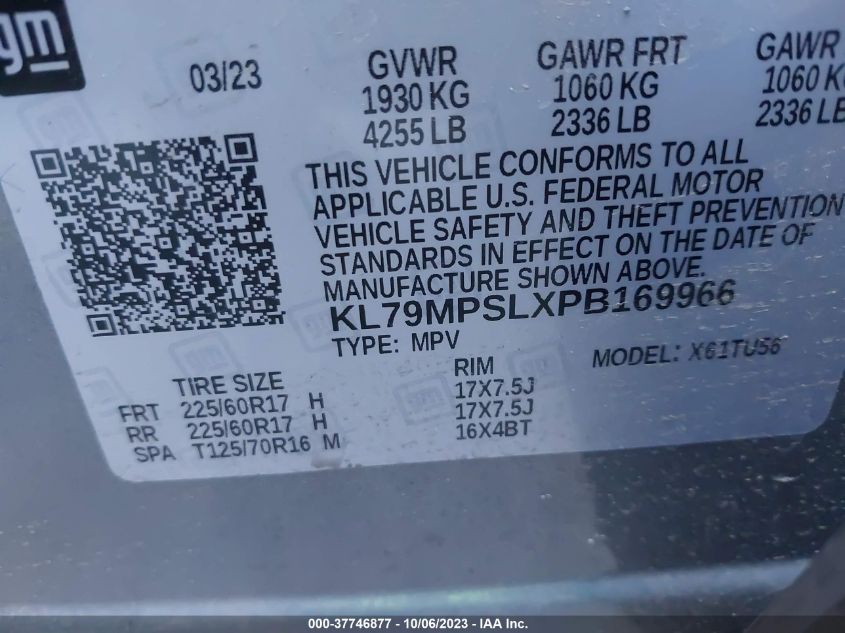 gm
03/23
GVWR
1930 KG
4255 LB
GAWR FRT
1060 KG
2336 LB
GAWR
1060 K
2336 LB
THIS VEHICLE CONFORMS TO ALL
APPLICABLE U.S. FEDERAL MOTOR
VEHICLE SAFETY AND THEFT PREVENTION
STANDARDS IN EFFECT ON THE DATE OF
MANUFACTURE SHOWN ABOVE.
KL79MPSLXPB169966
TYPE: MPV
MODEL: X61TU56
TIRE SIZE RIM
FRT 225/60R17 H 17X7.5J
RR 225/60R17 H 17X7.5J
SPA T125/70R16 M 16X4BT
000-37746877 - 10/06/2023 - IAA Inc.